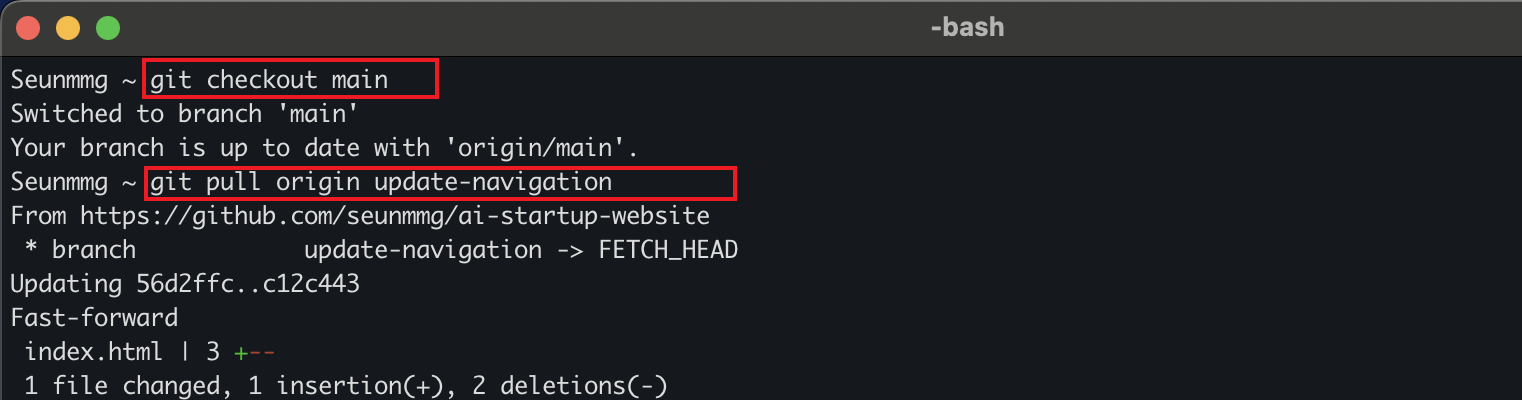 -bash
Seunmmg ~ git checkout main
Switched to branch 'main'
Your branch is up to date with 'origin/main'.
Seunmmg ~ git pull origin update-navigation
From https://github.com/seunmmg/ai-startup-website
 * branch            update-navigation -> FETCH_HEAD
Updating 56d2ffc..c12c443
Fast-forward
 index.html | 3 +--
 1 file changed, 1 insertion(+), 2 deletions(-)